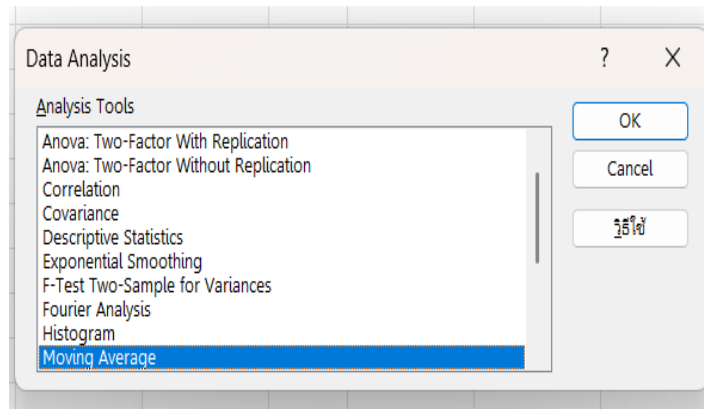 Data Analysis
?
X
Analysis Tools
Anova: Two-Factor With Replication
Anova: Two-Factor Without Replication
Correlation
Covariance
Descriptive Statistics
Exponential Smoothing
F-Test Two-Sample for Variances
Fourier Analysis
Histogram
Moving Average
OK
Cancel
วิธีใช้